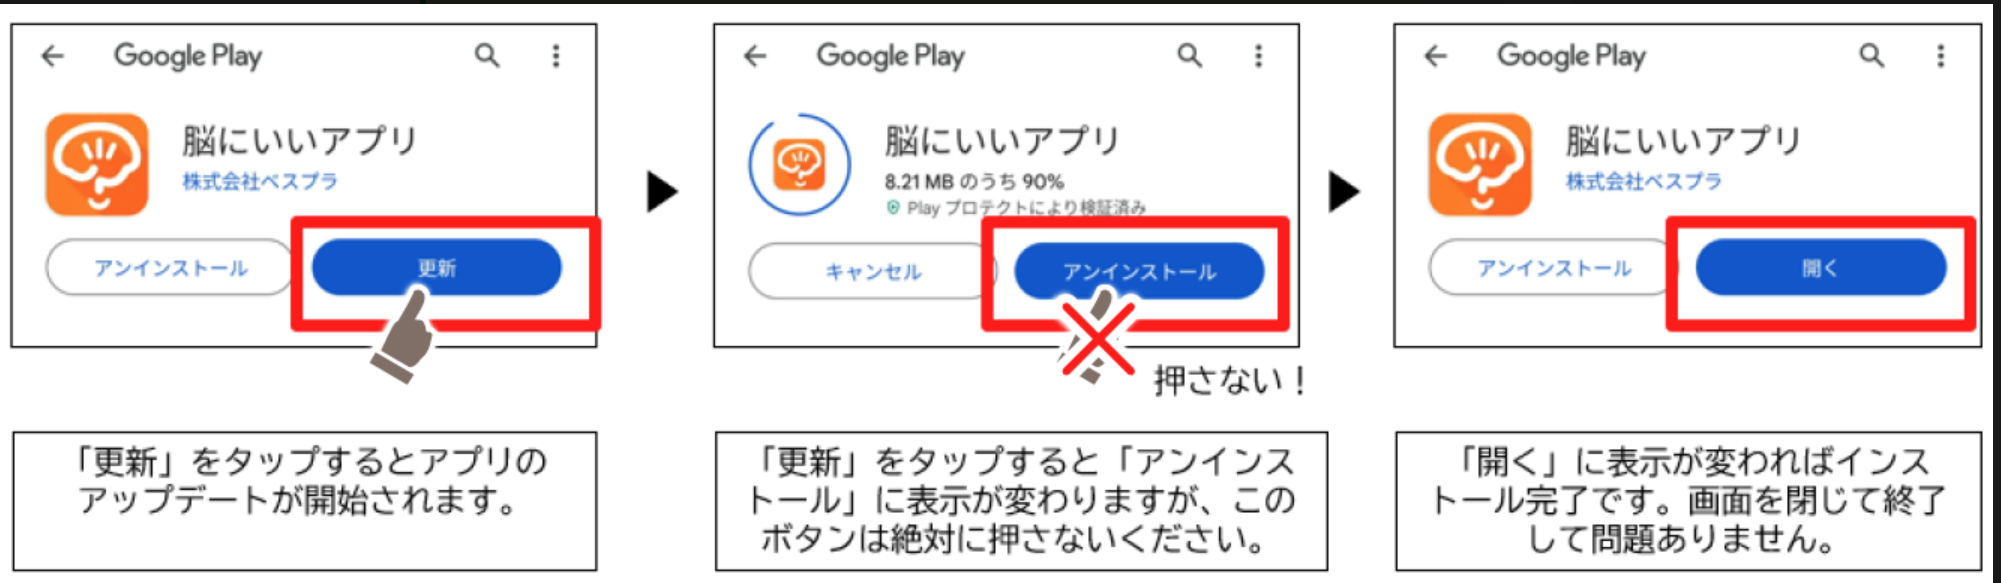 Google Play
脳にいいアプリ
株式会社ベスプラ
アンインストール
更新
「更新」をタップするとアプリの
アップデートが開始されます。
Google Play
脳にいいアプリ
8.21 MB のうち 90%
Play プロテクトにより検証済み
キャンセル
アンインストール
押さない！
「更新」をタップすると「アンインス
トール」に表示が変わりますが、この
ボタンは絶対に押さないください。
Google Play
脳にいいアプリ
株式会社ベスプラ
アンインストール
開く
「開く」に表示が変わればインス
トール完了です。画面を閉じて終了
して問題ありません。